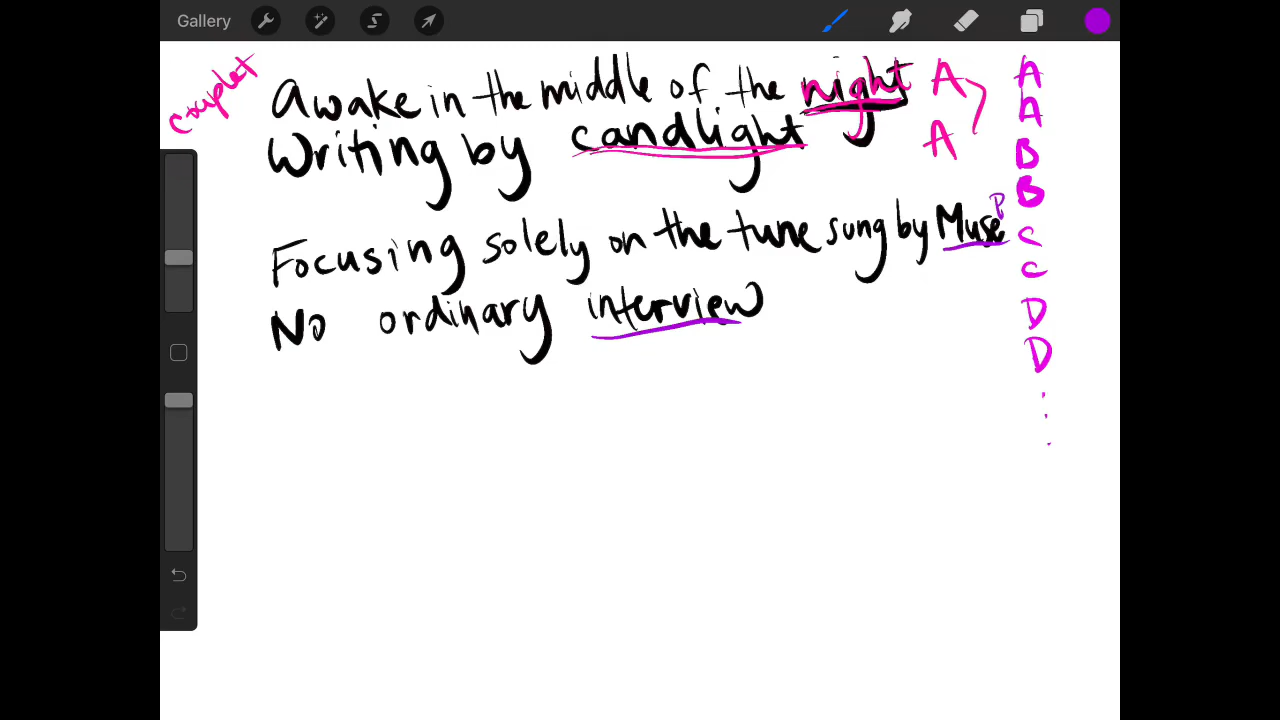 Gallery
couplet
Awake in the middle of the night A
Writing by candlight A
Focusing solely on the tune sung by Muse
No ordinary interview
A
A
B
B
C
C
D
D